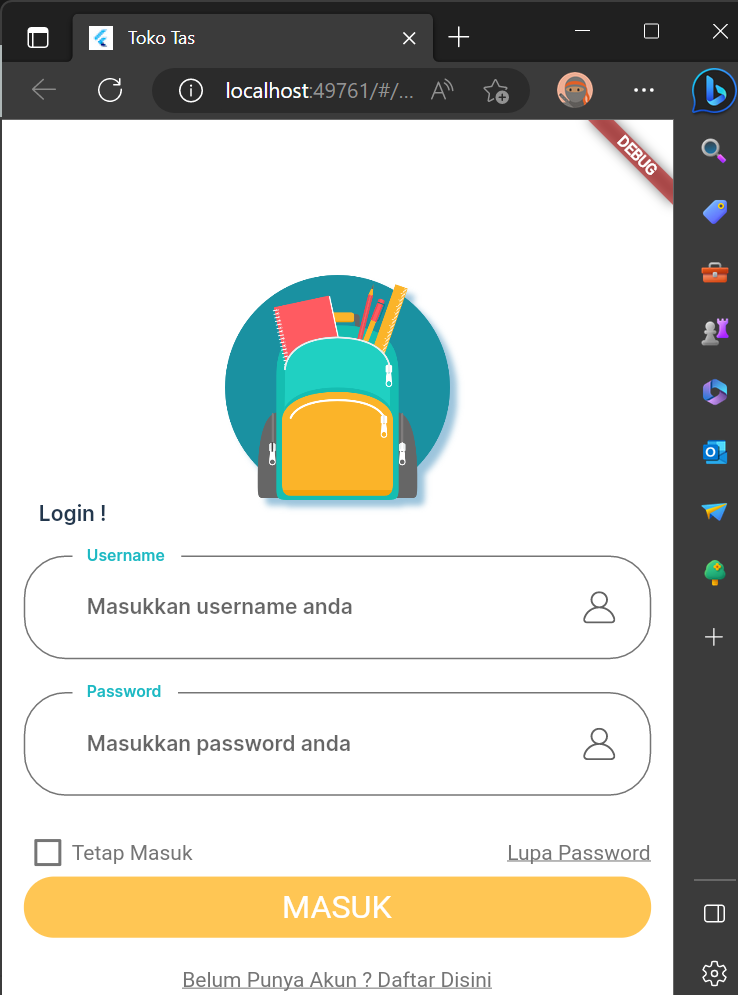 Toko Tas
localhost:49761/#/...
DEBUG
Login !
Username
Masukkan username anda
Password
Masukkan password anda
Tetap Masuk
Lupa Password
MASUK
Belum Punya Akun ? Daftar Disini